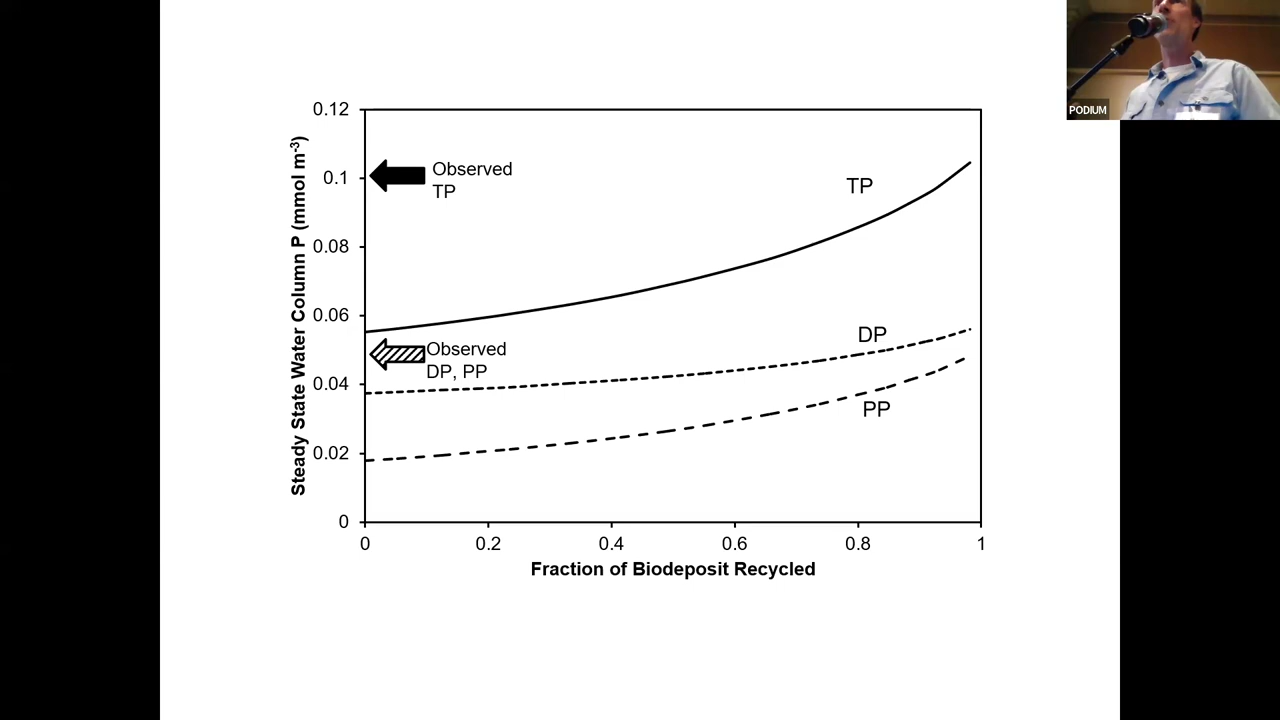 PODIUM
0.12
0.1
0.08
0.06
0.04
0.02
0
Steady State Water Column P (mmol m-3)
Observed
TP
TP
Observed
DP, PP
DP
PP
0 0.2 0.4 0.6 0.8 1
Fraction of Biodeposit Recycled